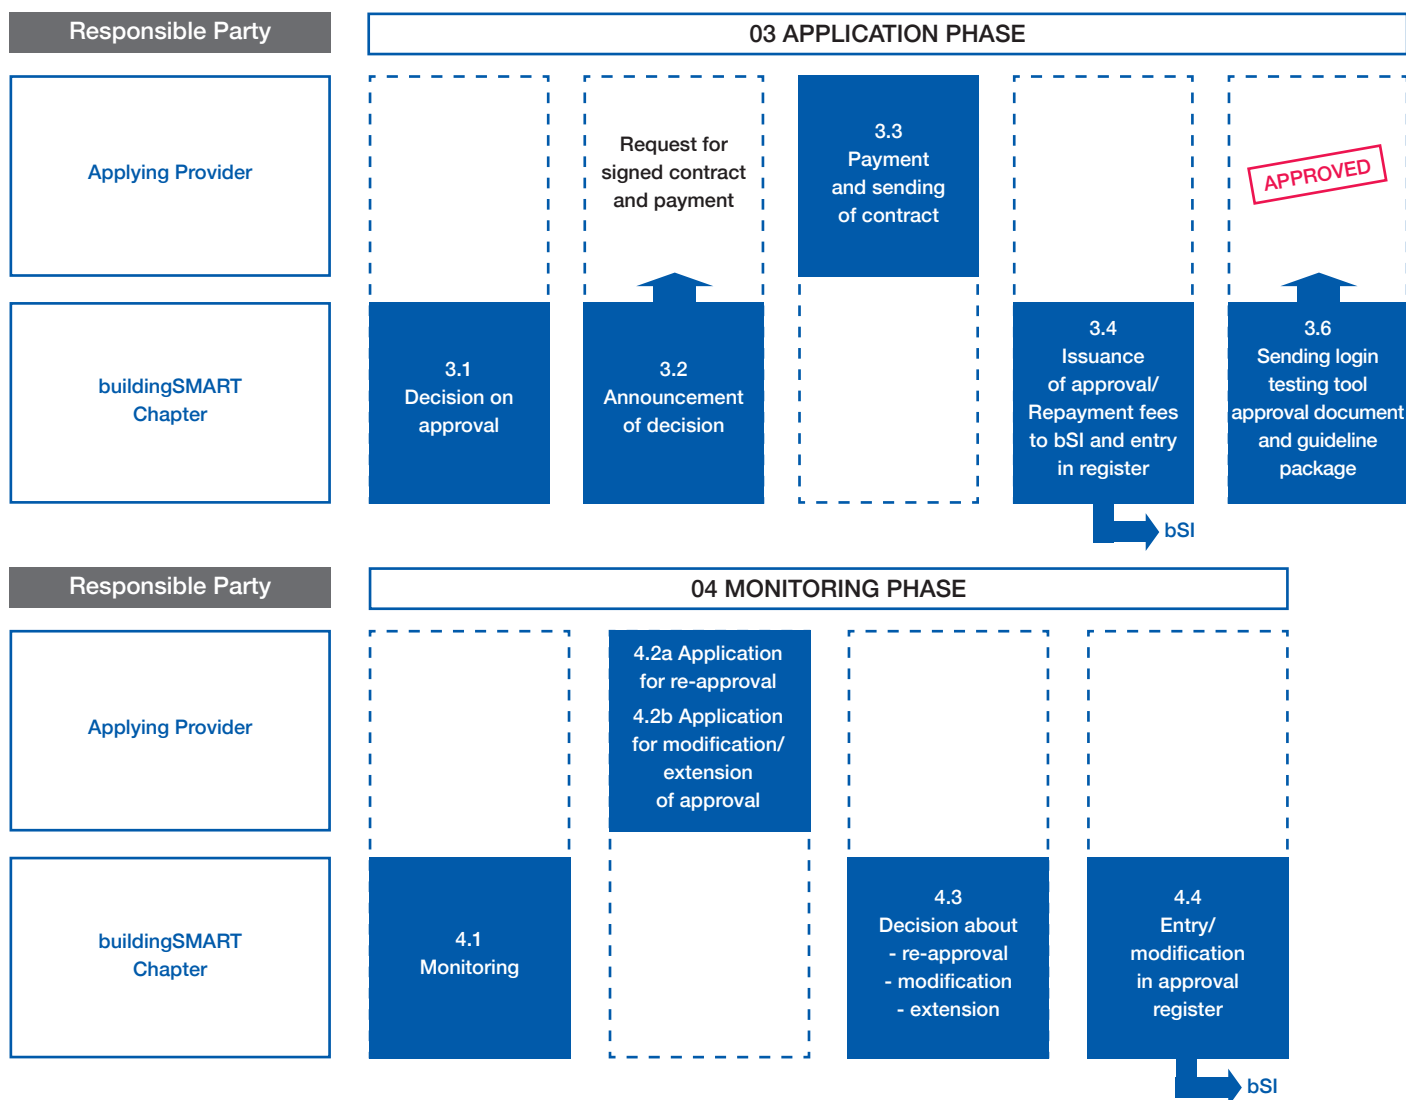 Responsible Party
03 APPLICATION PHASE
Applying Provider
Request for
signed contract
and payment
3.3
Payment
and sending
of contract
APPROVED
buildingSMART
Chapter
3.1
Decision on
approval
3.2
Announcement
of decision
3.4
Issuance
of approval/
Repayment fees
to bSI and entry
in register
3.6
Sending login
testing tool
approval document
and guideline
package
bSI
Responsible Party
04 MONITORING PHASE
Applying Provider
4.2a Application
for re-approval
4.2b Application
for modification/
extension
of approval
buildingSMART
Chapter
4.1
Monitoring
4.3
Decision about
- re-approval
- modification
- extension
4.4
Entry/
modification
in approval
register
bSI